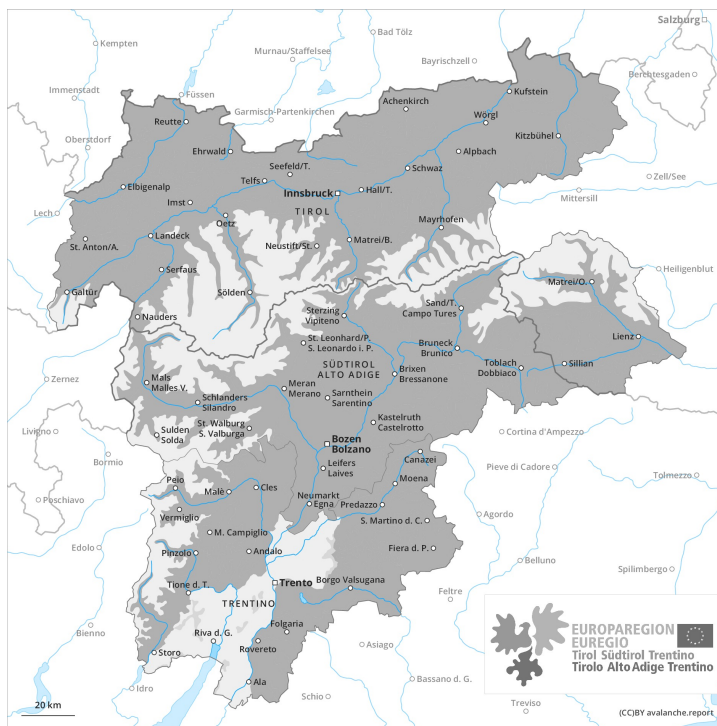 Salzburg
Kempten
Bad Tölz
Murnau/Staffelsee
Bayrischzell
Berchtesgaden
Immenstadt
Füssen
Achenkirch
Kufstein
Garmisch-Partenkirchen
Reutte
Wörgl
Oberstdorf
Ehrwald
Kitzbühel
Alpbach
Seefeld/T.
Schwaz
Zell/See
Telfs
Elbigenalp
Innsbruck
Hall/T.
Mittersill
Imst
TIROL
Lech
Oetz
Mayrhofen
Landeck
St. Anton/A.
Neustift/St.
Matrei/B.
Serfaus
Heiligenblut
Galtür
Sölden
Matrei/O.
Nauders
Sterzing
Vipiteno
Sand/T.
Campo Tures
St. Leonhard/P.
S. Leonardo i. P.
Lienz
Bruneck
Brunico
SÜDTIROL
ALTO ADIGE
Toblach
Dobbiaco
Sillian
Brixen
Bressanone
Zernez
Mals
Malles V.
Meran
Merano
Schlanders
Silandro
Sarnthein
Sarentino
St. Walburg
S. Valburga
Kastelruth
Castelrotto
Livigno
Sulden
Solda
Cortina d'Ampezzo
Bozen
Bolzano
Bormio
Canazei
Leifers
Laives
Pieve di Cadore
Tolmezzo
Peio
Malè
Cles
Moena
Poschiavo
Neumarkt
Egna
Predazzo
Vermiglio
Agordo
S. Martino d. C.
M. Campiglio
Edolo
Pinzolo
Andalo
Fiera d. P.
Belluno
Spilimbergo
Trento
Borgo Valsugana
Tione d. T.
Feltre
TRENTINO
Bienno
Folgaria
Riva d. G.
Rovereto
Asiago
Storo
Ala
Bassano d. G.
Idro
Schio
Treviso
EUROPAREGION
EUREGIO
Tirol Südtirol Trentino
Tirolo Alto Adige Trentino
20 km
(CC)BY avalanche.report